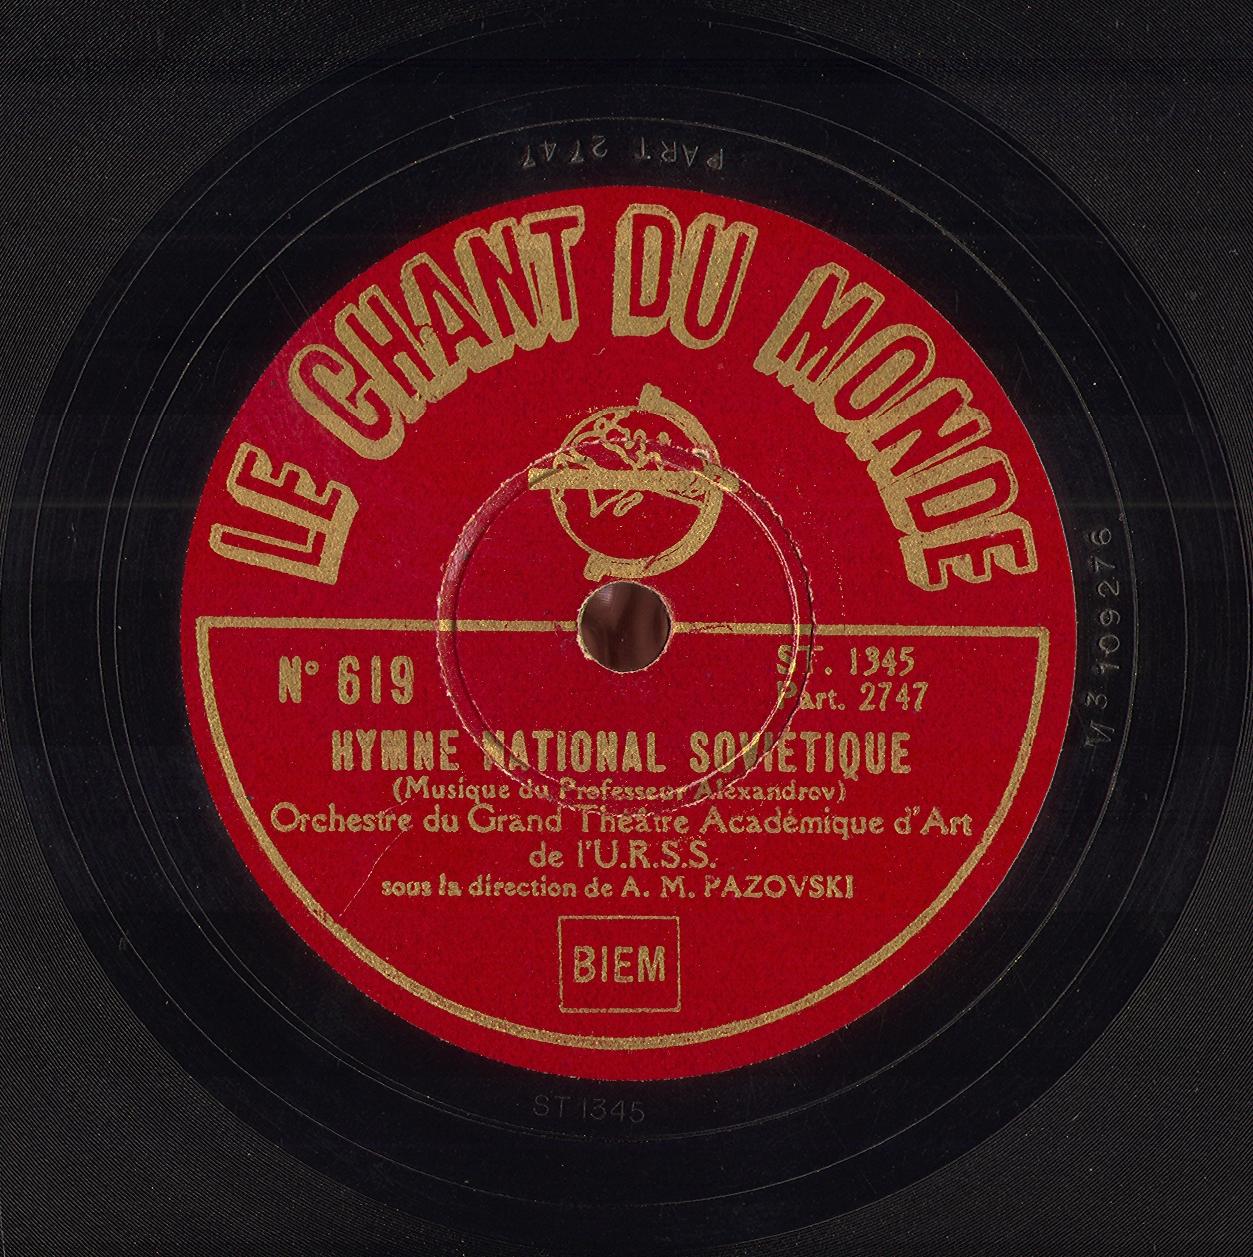 PART 2747
LE CHANT DU MONDE
N° 619
ST. 1345
Part. 2747
HYMNE NATIONAL SOVIETIQUE
(Musique du Professeur Alexandrov)
Orchestre du Grand Théâtre Académique d'Art
de l'U.R.S.S.
sous la direction de A. M. PAZOVSKI
BIEM
M3 109276
ST 1345